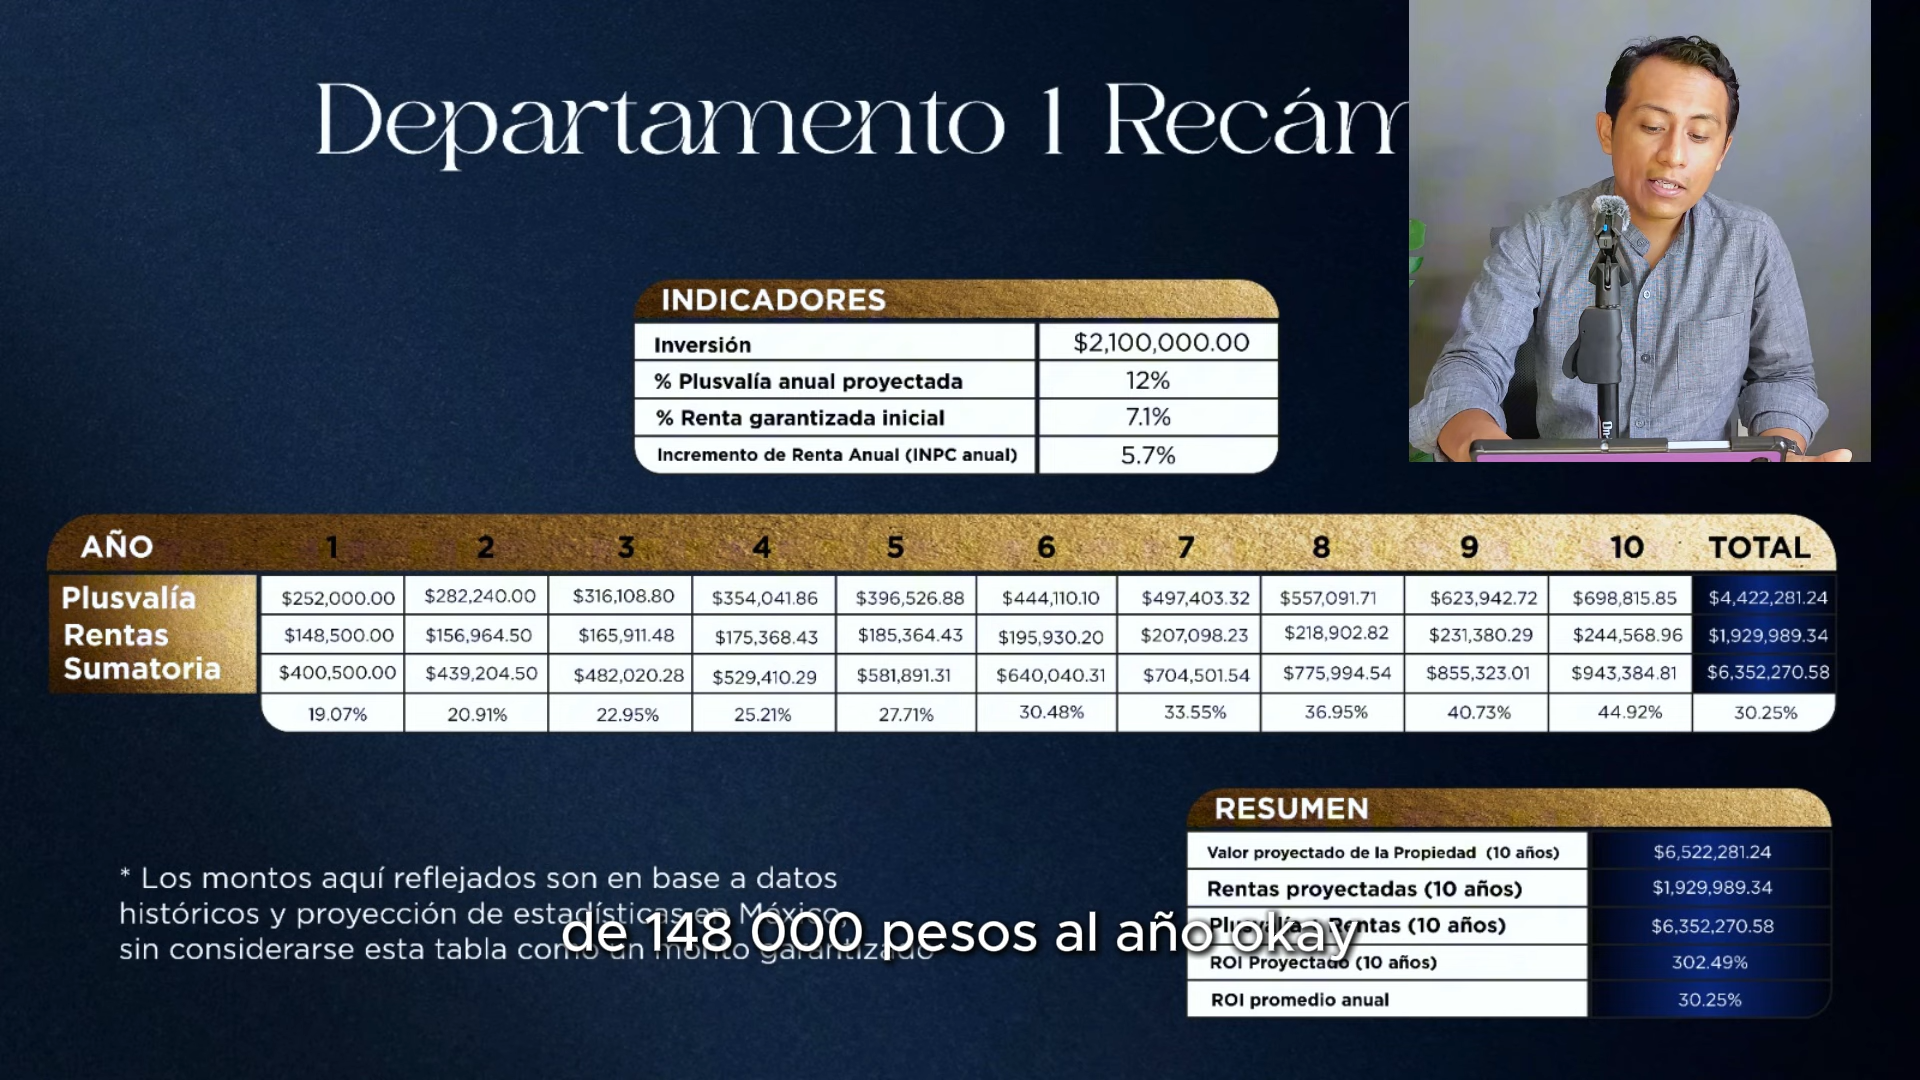 Departamento 1 Recám
INDICADORES
Inversión $2,100,000.00
% Plusvalía anual proyectada 12%
% Renta garantizada inicial 7.1%
Incremento de Renta Anual (INPC anual) 5.7%
AÑO 1 2 3 4 5 6 7 8 9 10 TOTAL
Plusvalía $252,000.00 $282,240.00 $316,108.80 $354,041.86 $396,526.88 $444,110.10 $497,403.32 $557,091.71 $623,942.72 $698,815.85 $4,422,281.24
Rentas $148,500.00 $156,964.50 $165,911.48 $175,368.43 $185,364.43 $195,930.20 $207,098.23 $218,902.82 $231,380.29 $244,568.96 $1,929,989.34
Sumatoria $400,500.00 $439,204.50 $482,020.28 $529,410.29 $581,891.31 $640,040.31 $704,501.54 $775,994.54 $855,323.01 $943,384.81 $6,352,270.58
19.07% 20.91% 22.95% 25.21% 27.71% 30.48% 33.55% 36.95% 40.73% 44.92% 30.25%
* Los montos aquí reflejados son en base a datos
históricos y proyección de estadísticas en México,
sin considerarse esta tabla como un monto garantizado
RESUMEN
Valor proyectado de la Propiedad (10 años) $6,522,281.24
Rentas proyectadas (10 años) $1,929,989.34
Plusvalía + Rentas (10 años) $6,352,270.58
ROI Proyectado (10 años) 302.49%
ROI promedio anual 30.25%
de 148 000 pesos al año okay